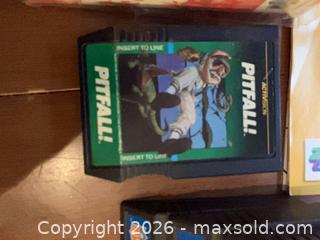 INSERT TO LINE
PITFALL!
ACTIVISION
PITFALL!
INSERT TO LINE
Copyright 2026 - maxsold.com